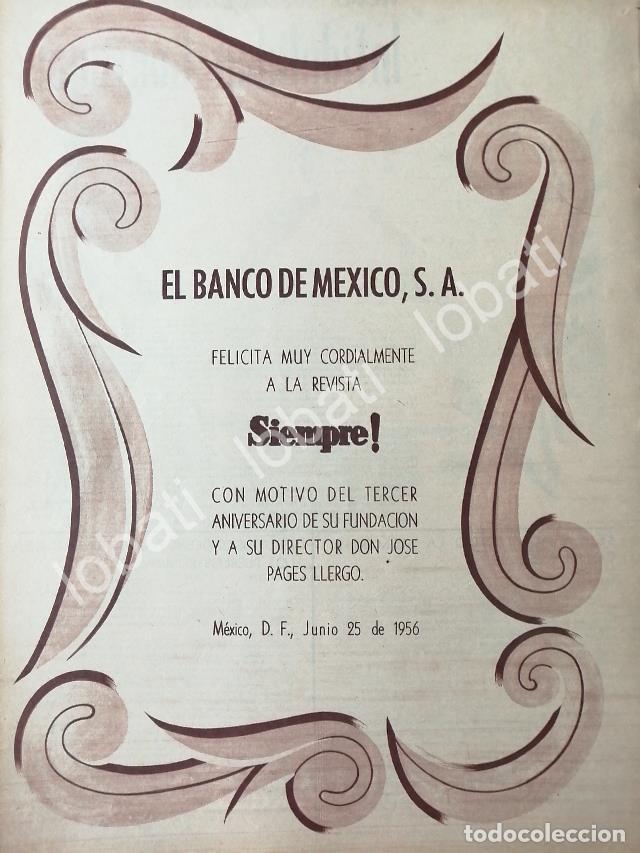 EL BANCO DE MEXICO, S. A.
FELICITA MUY CORDIALMENTE
A LA REVISTA
Siempre!
CON MOTIVO DEL TERCER
ANIVERSARIO DE SU FUNDACION
Y A SU DIRECTOR DON JOSE
PAGES LLERGO.
México, D. F., Junio 25 de 1956
lobati lobati lobati
todocoleccion